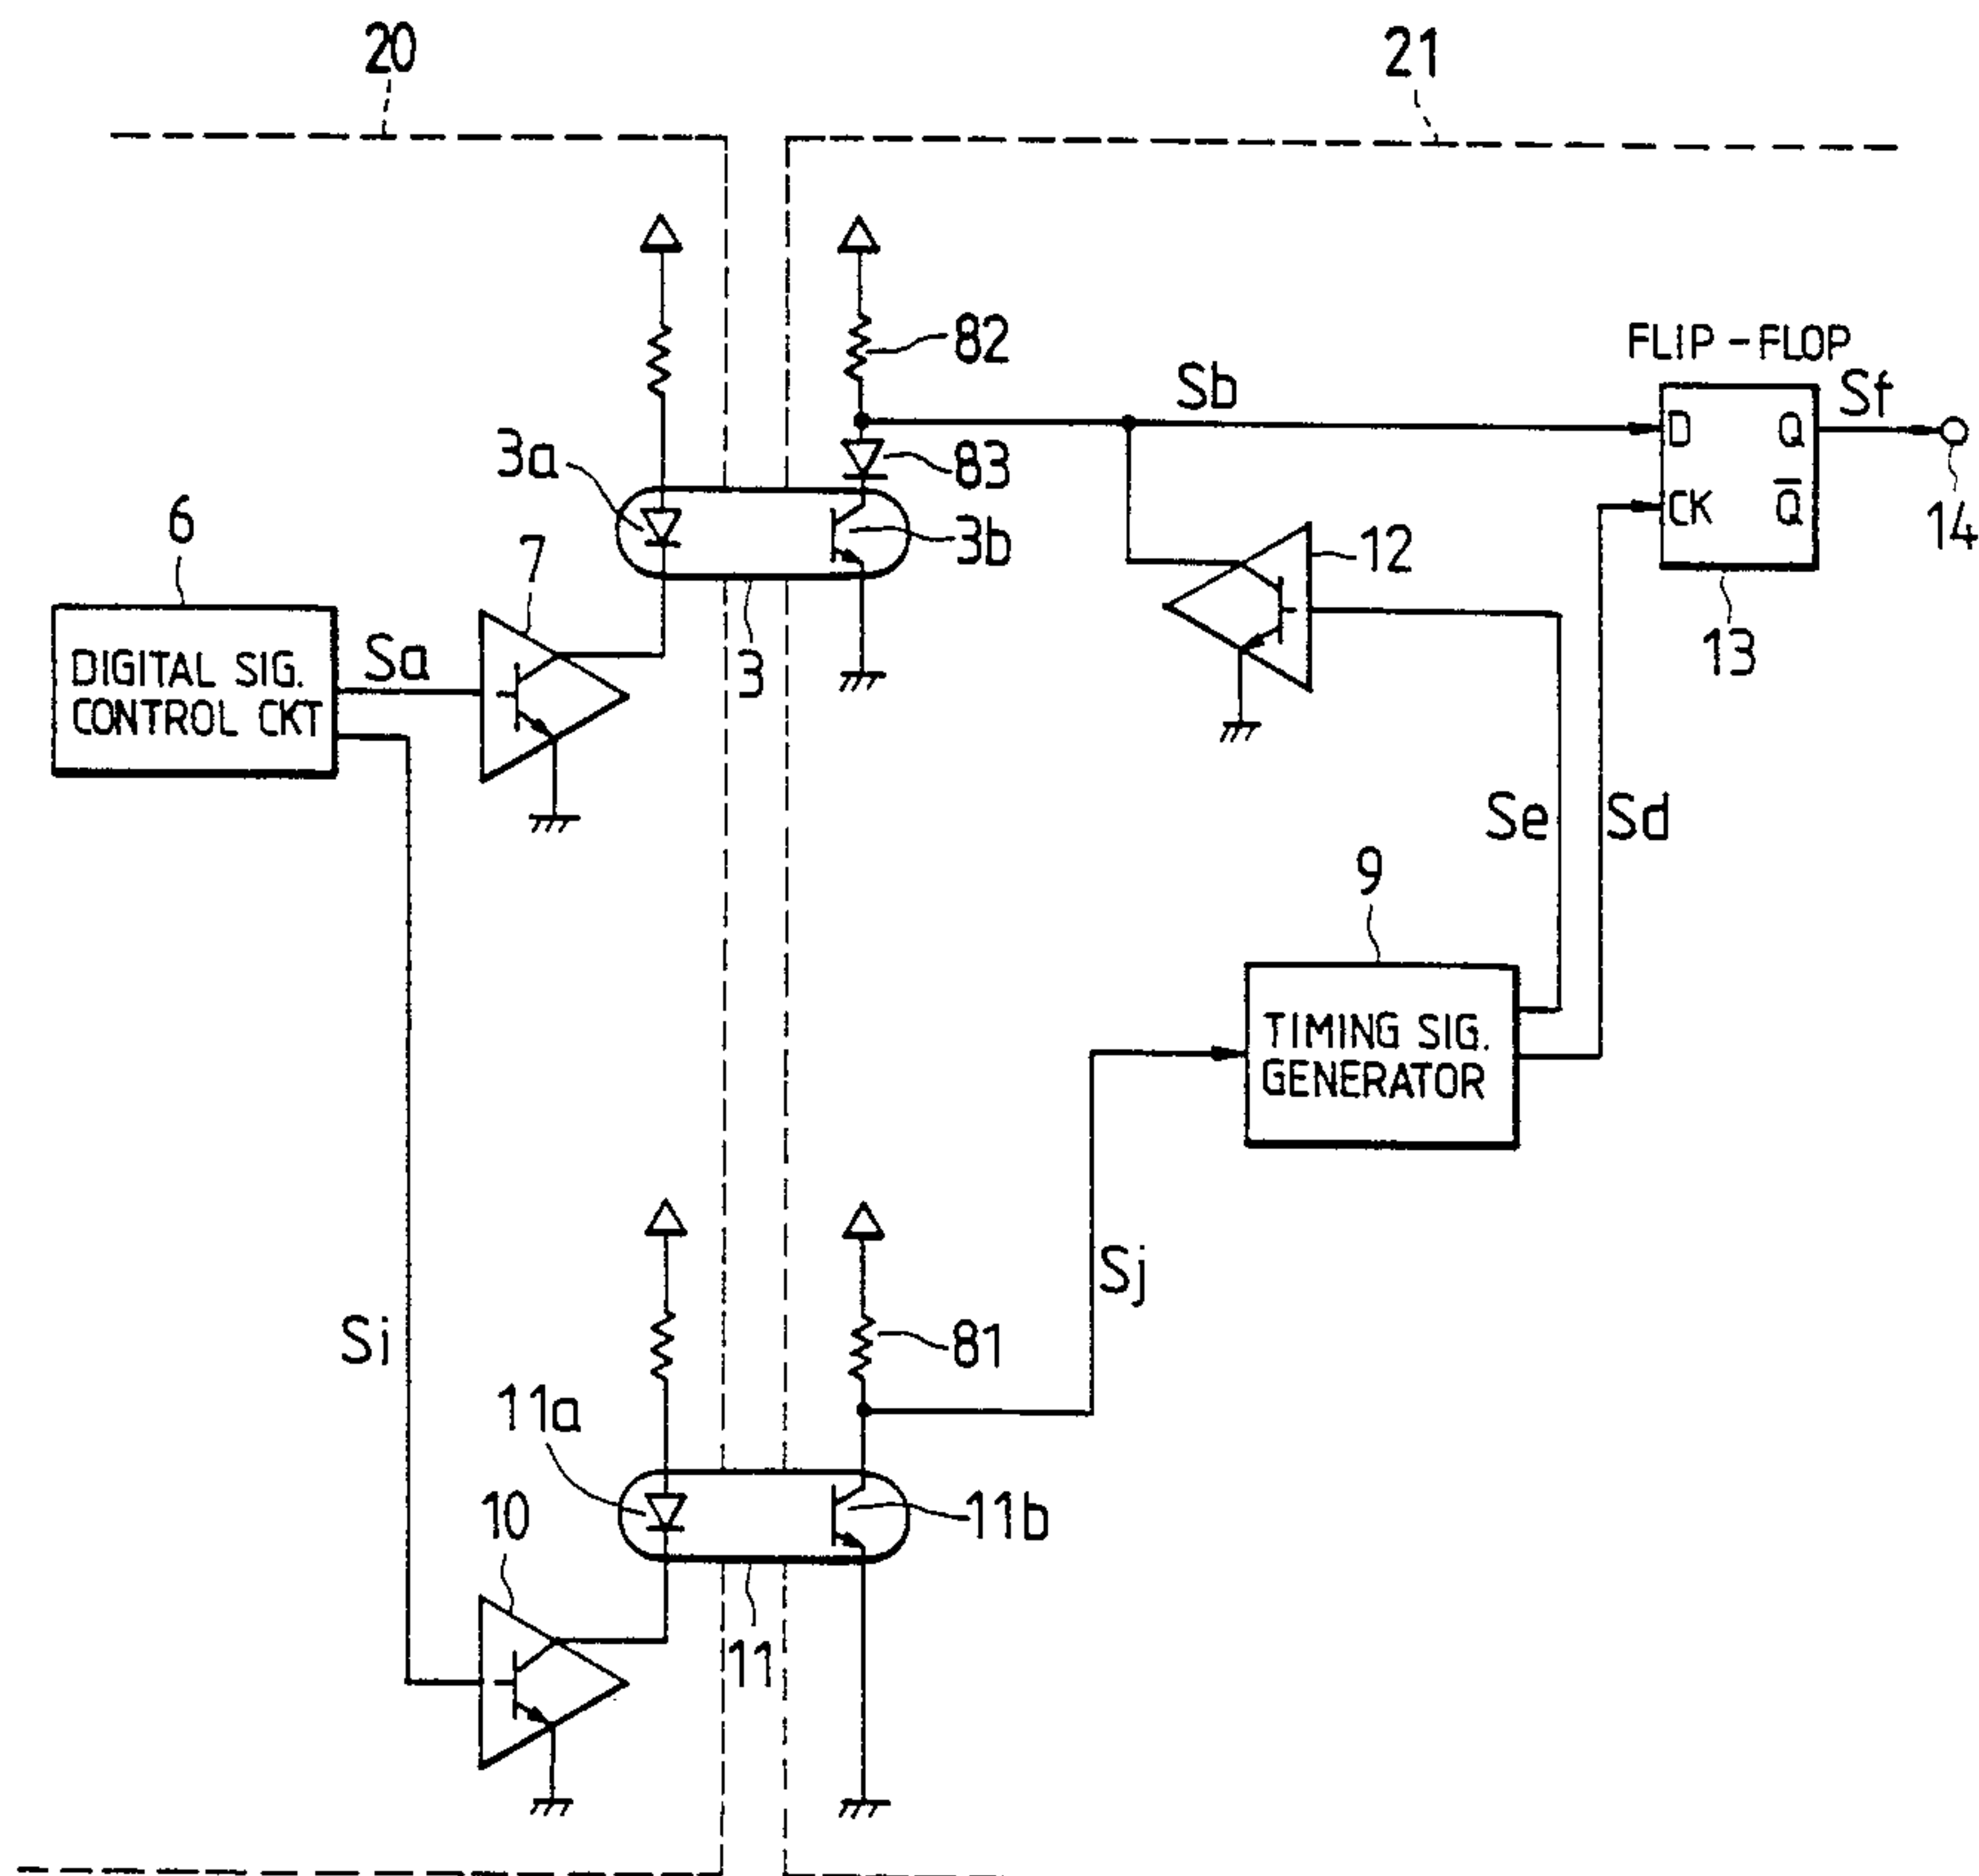 20
21
82
FLIP-FLOP
Sb
Sf
D
Q
3a
83
6
7
3b
12
CK
Q̅
14
3
13
DIGITAL SIG.
CONTROL CKT
Sa
Se
Sd
9
TIMING SIG.
GENERATOR
Sj
Si
81
11a
10
11b
11